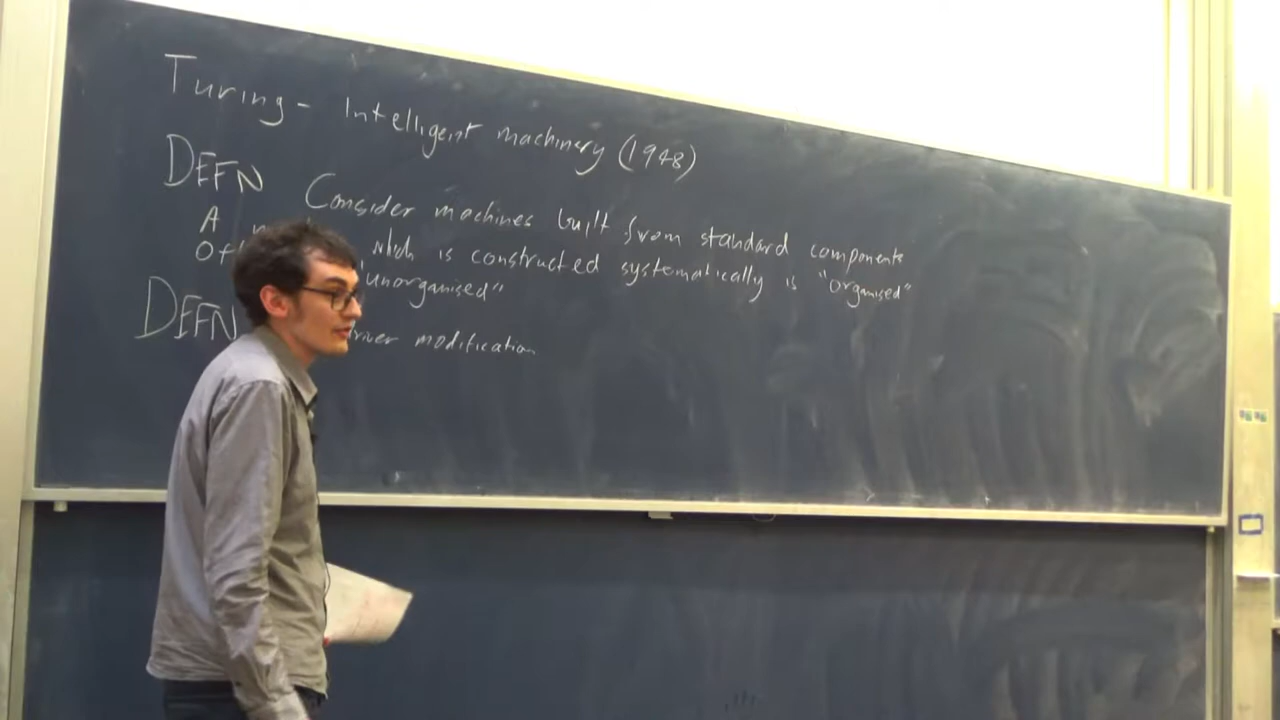 Turing - Intelligent machinery (1948)
DEFN Consider machines built from standard components
A which is constructed systematically is "organised"
"unorganised"
DEFN modification